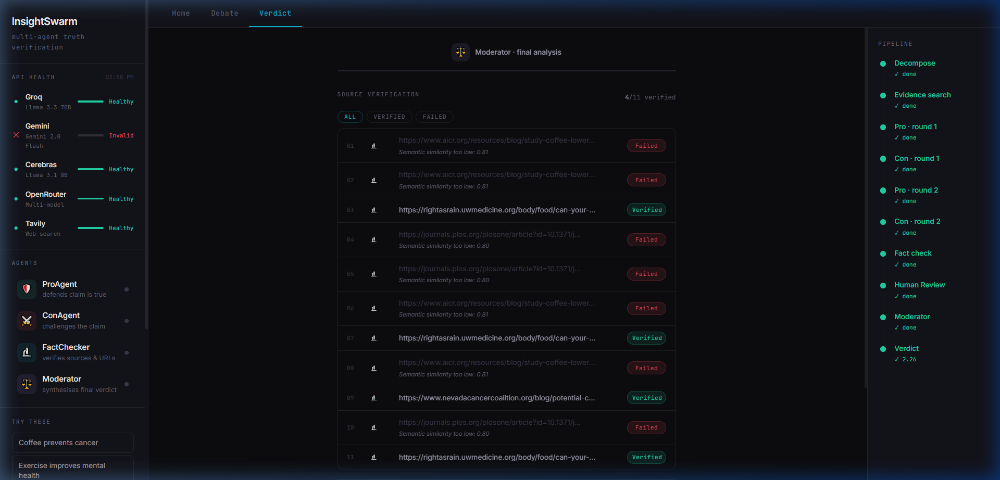 InsightSwarm
multi-agent truth
verification
API HEALTH
03:58 PM
Groq
Llama 3.3 70B
Healthy
Gemini
Gemini 2.0
Flash
Invalid
Cerebras
Llama 3.1 8B
Healthy
OpenRouter
Multi-model
Healthy
Tavily
Web search
Healthy
AGENTS
ProAgent
defends claim is true
ConAgent
challenges the claim
FactChecker
verifies sources & URLs
Moderator
synthesises final verdict
TRY THESE
Coffee prevents cancer
Exercise improves mental
health
Home
Debate
Verdict
Moderator · final analysis
SOURCE VERIFICATION
4/11 verified
ALL
VERIFIED
FAILED
01
https://www.aicr.org/resources/blog/study-coffee-lower...
Semantic similarity too low: 0.81
Failed
02
https://www.aicr.org/resources/blog/study-coffee-lower...
Semantic similarity too low: 0.81
Failed
03
https://rightasrain.uwmedicine.org/body/food/can-your-...
Verified
04
https://journals.plos.org/plosone/article?id=10.1371/j...
Semantic similarity too low: 0.80
Failed
05
https://journals.plos.org/plosone/article?id=10.1371/j...
Semantic similarity too low: 0.80
Failed
06
https://www.aicr.org/resources/blog/study-coffee-lower...
Semantic similarity too low: 0.81
Failed
07
https://rightasrain.uwmedicine.org/body/food/can-your-...
Verified
08
https://www.aicr.org/resources/blog/study-coffee-lower...
Semantic similarity too low: 0.81
Failed
09
https://www.nevadacancercoalition.org/blog/potential-c...
Verified
10
https://journals.plos.org/plosone/article?id=10.1371/j...
Semantic similarity too low: 0.80
Failed
11
https://rightasrain.uwmedicine.org/body/food/can-your-...
Verified
PIPELINE
Decompose
✓ done
Evidence search
✓ done
Pro · round 1
✓ done
Con · round 1
✓ done
Pro · round 2
✓ done
Con · round 2
✓ done
Fact check
✓ done
Human Review
✓ done
Moderator
✓ done
Verdict
✓ 2.26